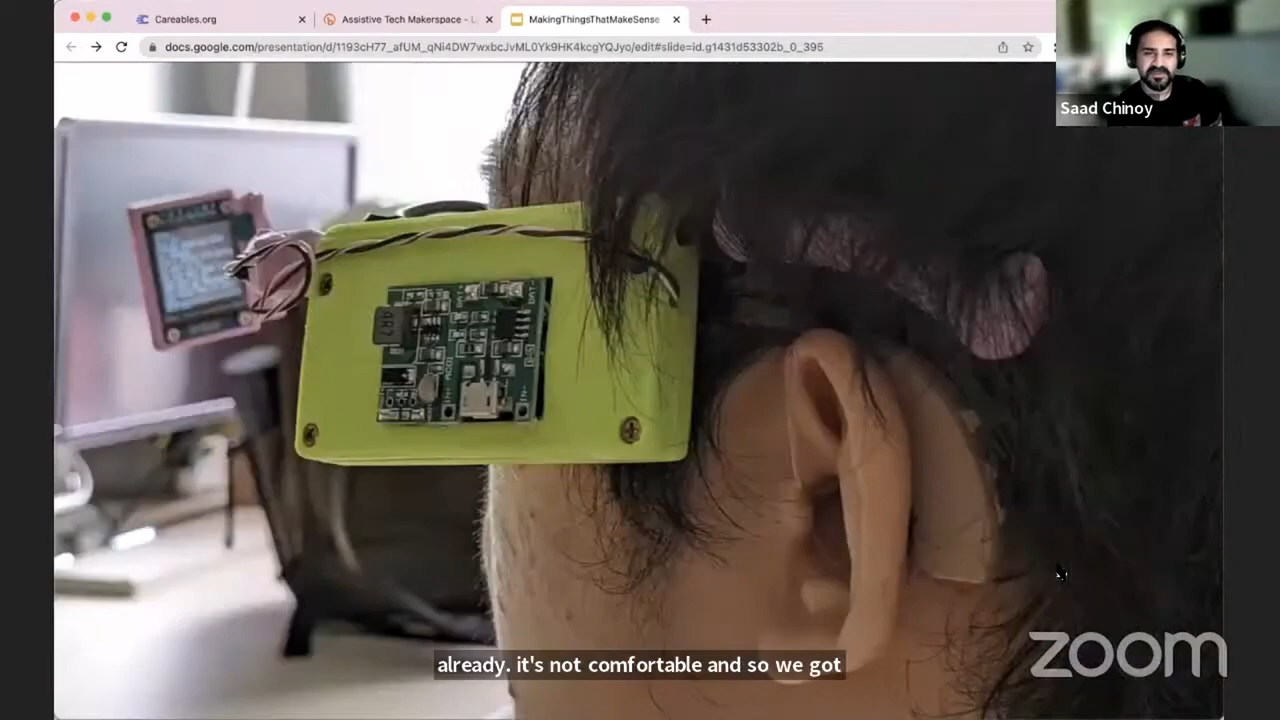 Careables.org
Assistive Tech Makerspace - L
MakingThingsThatMakeSense
docs.google.com/presentation/d/1193cH77_afUM_qNi4DW7wxbcJvML0Yk9HK4kcgYQJyo/edit#slide=id.g1431d53302b_0_395
Saad Chinoy
already. it's not comfortable and so we got
zoom